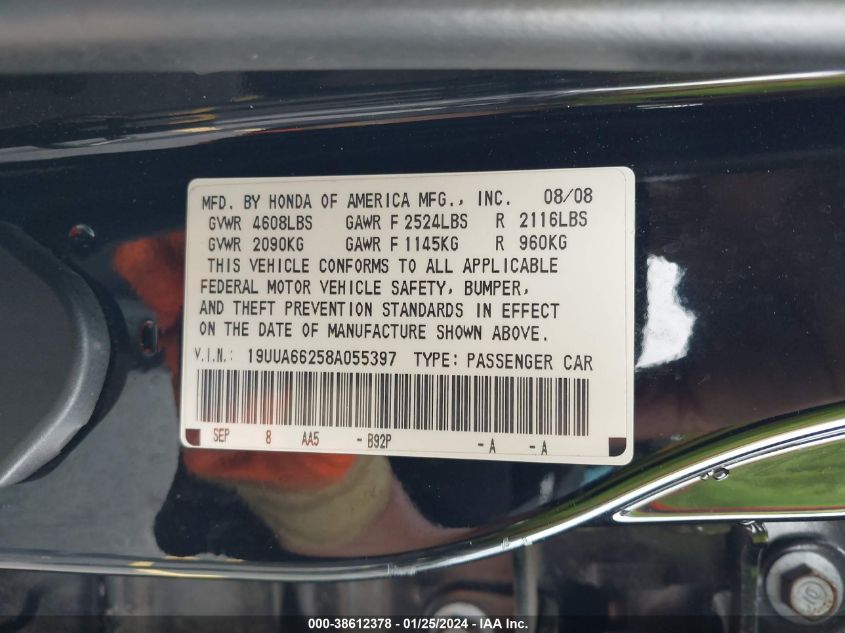 MFD. BY HONDA OF AMERICA MFG., INC. 08/08
GVWR 4608LBS GAWR F 2524LBS R 2116LBS
GVWR 2090KG GAWR F 1145KG R 960KG
THIS VEHICLE CONFORMS TO ALL APPLICABLE
FEDERAL MOTOR VEHICLE SAFETY, BUMPER,
AND THEFT PREVENTION STANDARDS IN EFFECT
ON THE DATE OF MANUFACTURE SHOWN ABOVE.
V.I.N.: 19UUA66258A055397 TYPE: PASSENGER CAR
SEP 8 AA5 - B92P - A - A
000-38612378 - 01/25/2024 - IAA Inc.